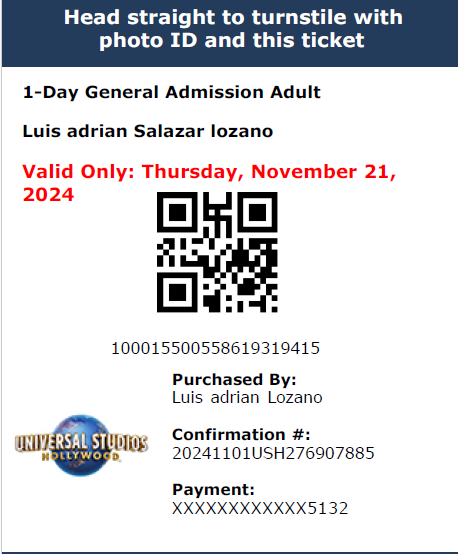 Head straight to turnstile with
photo ID and this ticket
1-Day General Admission Adult
Luis adrian Salazar lozano
Valid Only: Thursday, November 21,
2024
100015500558619319415
Purchased By:
Luis adrian Lozano
UNIVERSAL STUDIOS
HOLLYWOOD
Confirmation #:
20241101USH276907885
Payment:
XXXXXXXXXXXX5132